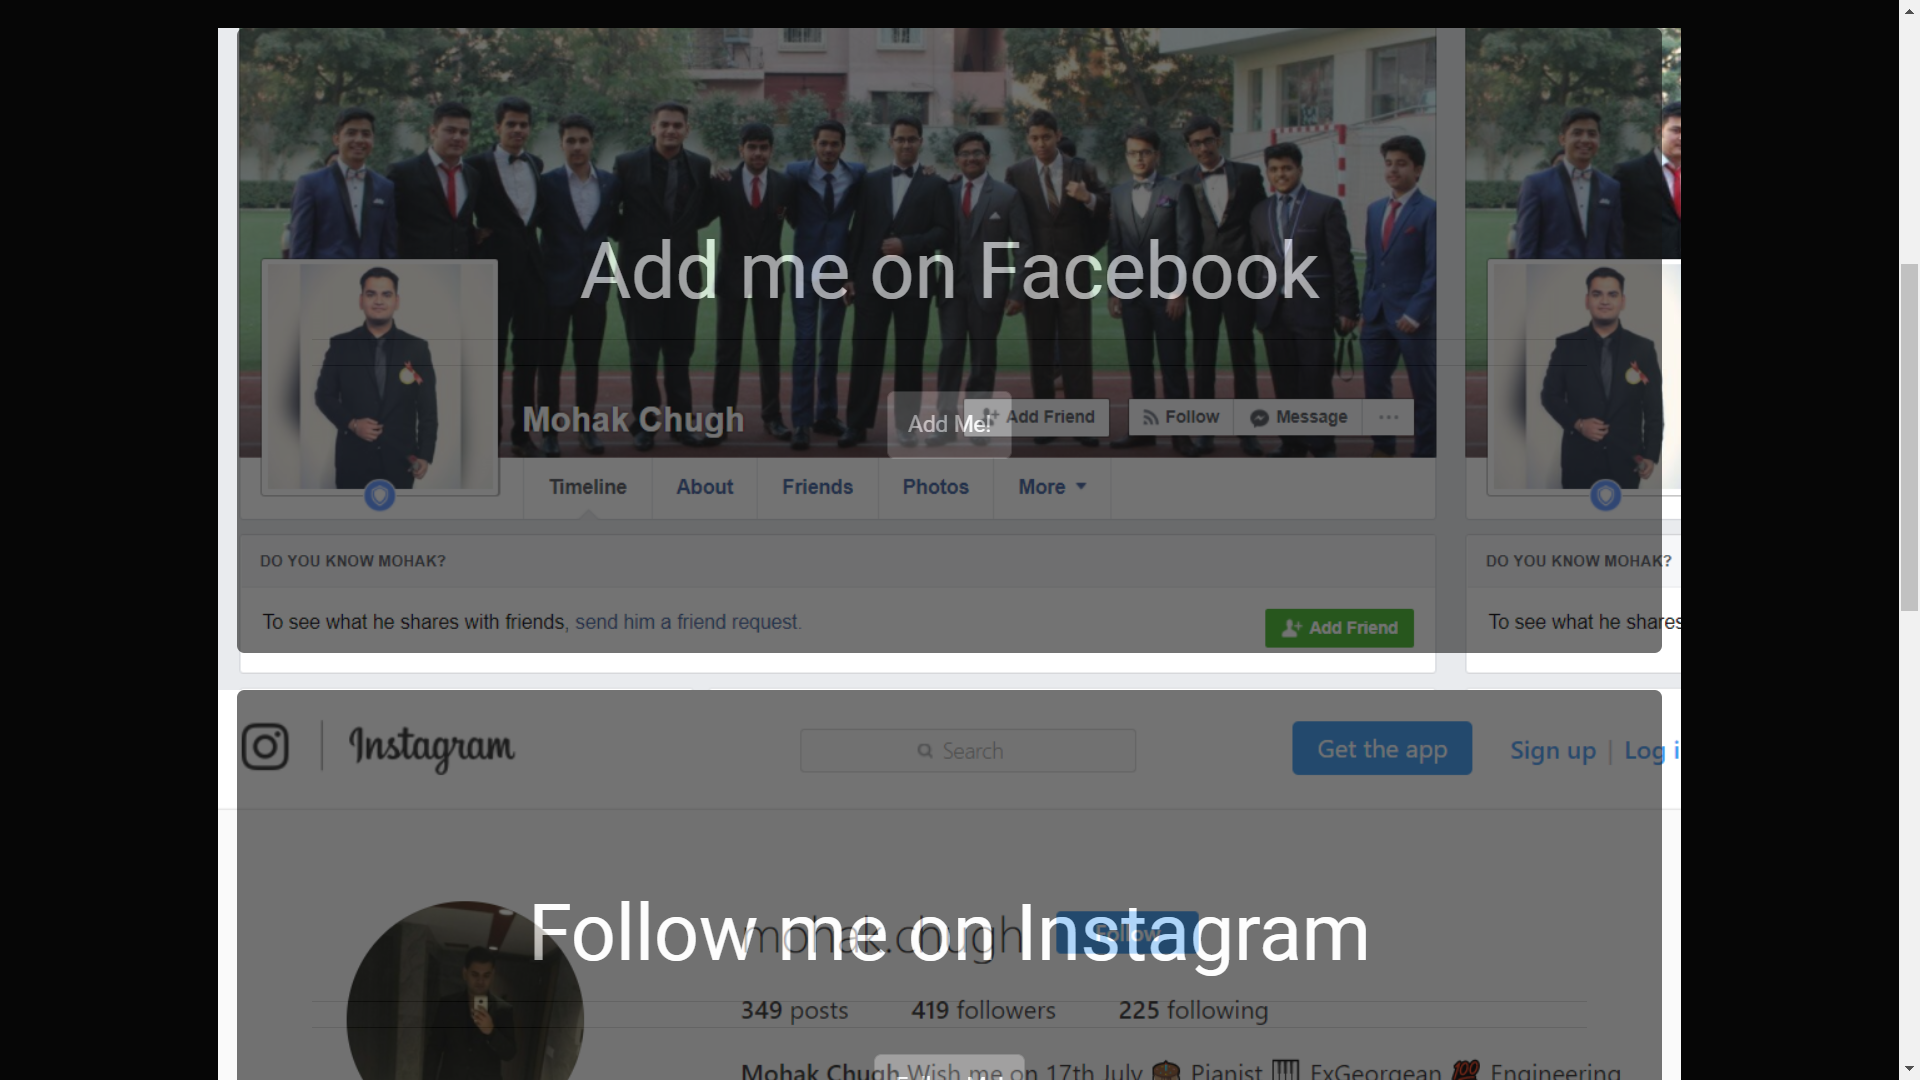 Add me on Facebook
Mohak Chugh
Add Me!
Add Friend
Follow
Message
Timeline
About
Friends
Photos
More
DO YOU KNOW MOHAK?
DO YOU KNOW MOHAK?
To see what he shares with friends, send him a friend request.
Add Friend
To see what he shares
Instagram
Search
Get the app
Sign up | Log i
Follow me on Instagram
mohak.chugh
Follow
349 posts
419 followers
225 following
Mohak Chugh Wish me on 17th July Pianist ExGeorgean 100 Engineering